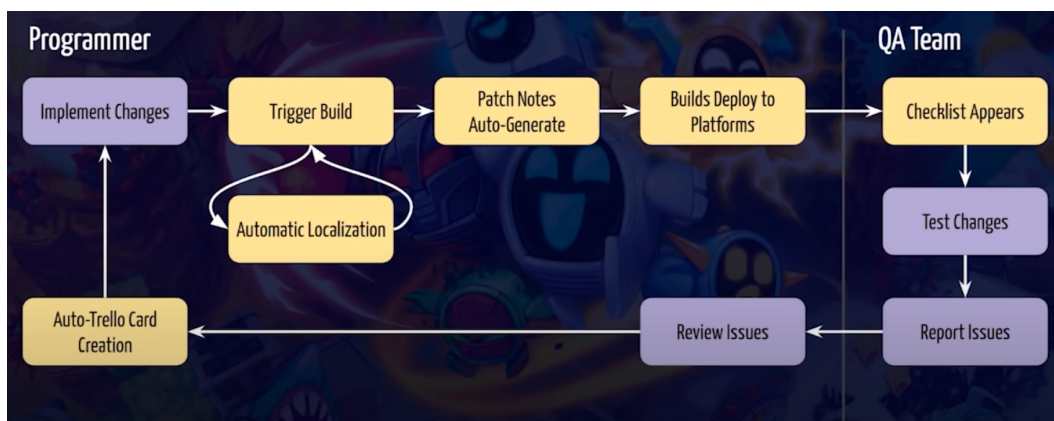 Programmer
QA Team
Implement Changes
Trigger Build
Patch Notes
Auto-Generate
Builds Deploy to
Platforms
Checklist Appears
Automatic Localization
Test Changes
Auto-Trello Card
Creation
Review Issues
Report Issues